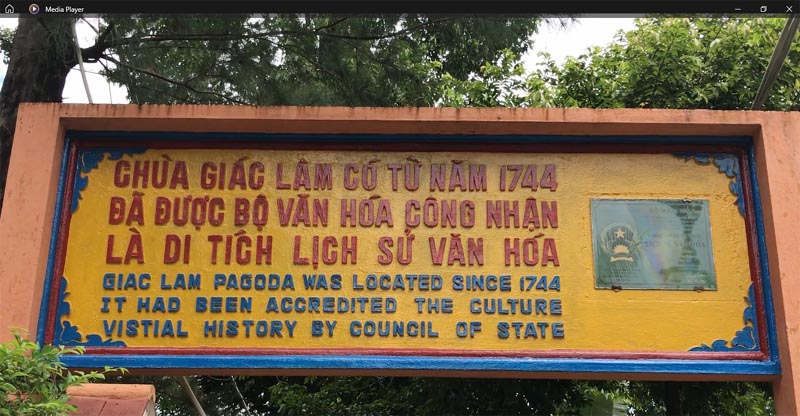 Media Player
CHÙA GIÁC LÂM CÓ TỪ NĂM 1744
ĐÃ ĐƯỢC BỘ VĂN HÓA CÔNG NHẬN
LÀ DI TÍCH LỊCH SỬ VĂN HÓA
GIAC LAM PAGODA WAS LOCATED SINCE 1744
IT HAD BEEN ACCREDITED THE CULTURE
VISTIAL HISTORY BY COUNCIL OF STATE